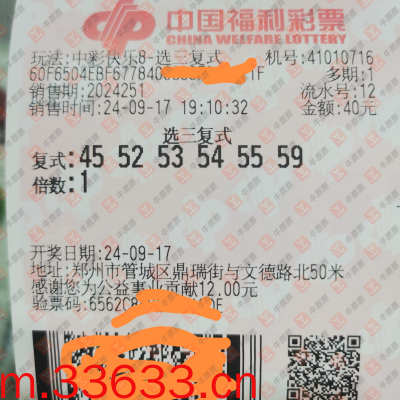 中国福利彩票
CHINA WELFARE LOTTERY
玩法:中彩快乐8-选三复式 机号:41010716
多期:1
销售期:2024251 流水号:12
销售时间:24-09-17 19:10:32 金额:40元
选三复式
复式:45 52 53 54 55 59
倍数:1
开奖日期:24-09-17
地址:郑州市管城区鼎瑞街与文德路北50米
感谢您为公益事业贡献12.00元
验票码:6562C8
m.33633.cn